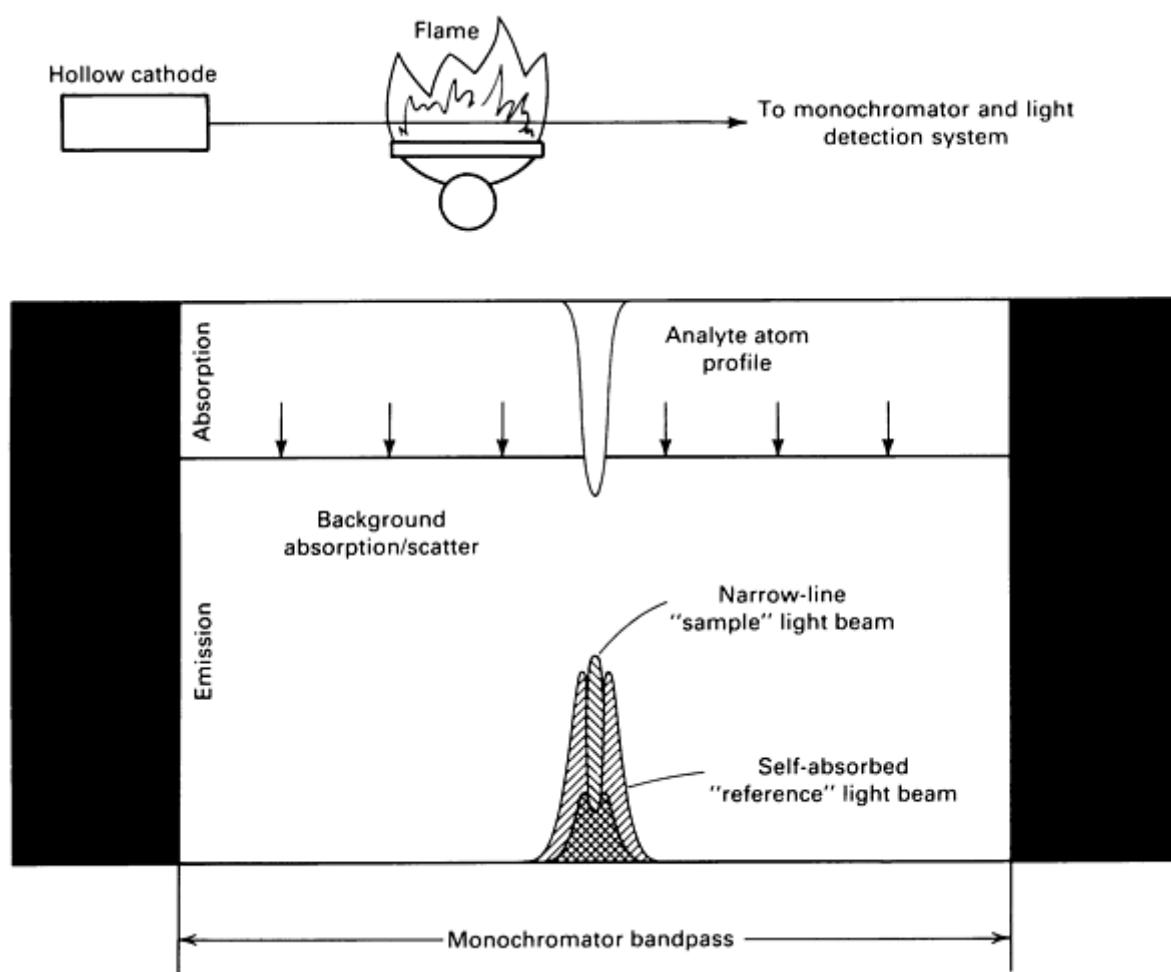 Flame
Hollow cathode
To monochromator and light
detection system
Absorption
Analyte atom
profile
Background
absorption/scatter
Emission
Narrow-line
"sample" light beam
Self-absorbed
"reference" light beam
Monochromator bandpass